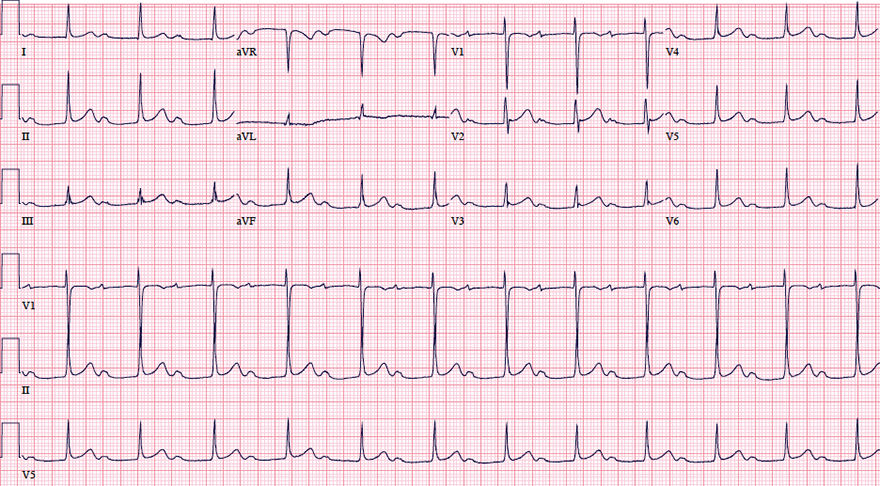 I aVR V1 V4
II aVL V2 V5
III aVF V3 V6
V1
II
V5